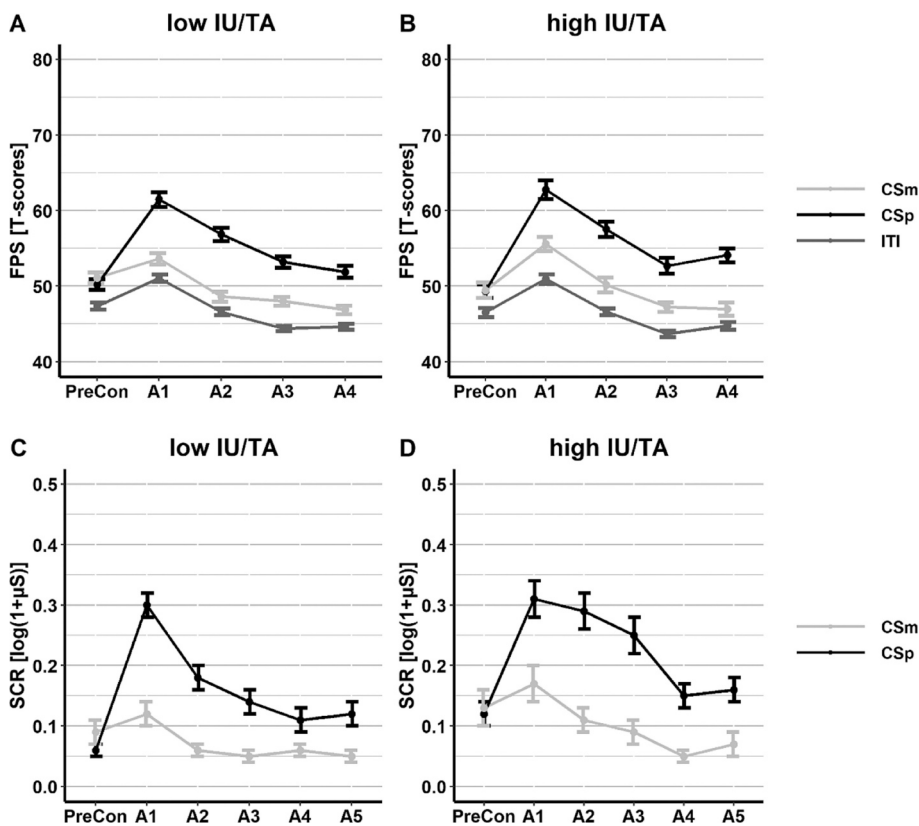 A low IU/TA
FPS [T-scores]
80
70
60
50
40
PreCon A1 A2 A3 A4
B high IU/TA
80
70
60
50
40
PreCon A1 A2 A3 A4
CSm
CSp
ITI
C low IU/TA
SCR [log(1+µS)]
0.5
0.4
0.3
0.2
0.1
0.0
PreCon A1 A2 A3 A4 A5
D high IU/TA
SCR [log(1+µS)]
0.5
0.4
0.3
0.2
0.1
0.0
PreCon A1 A2 A3 A4 A5
CSm
CSp